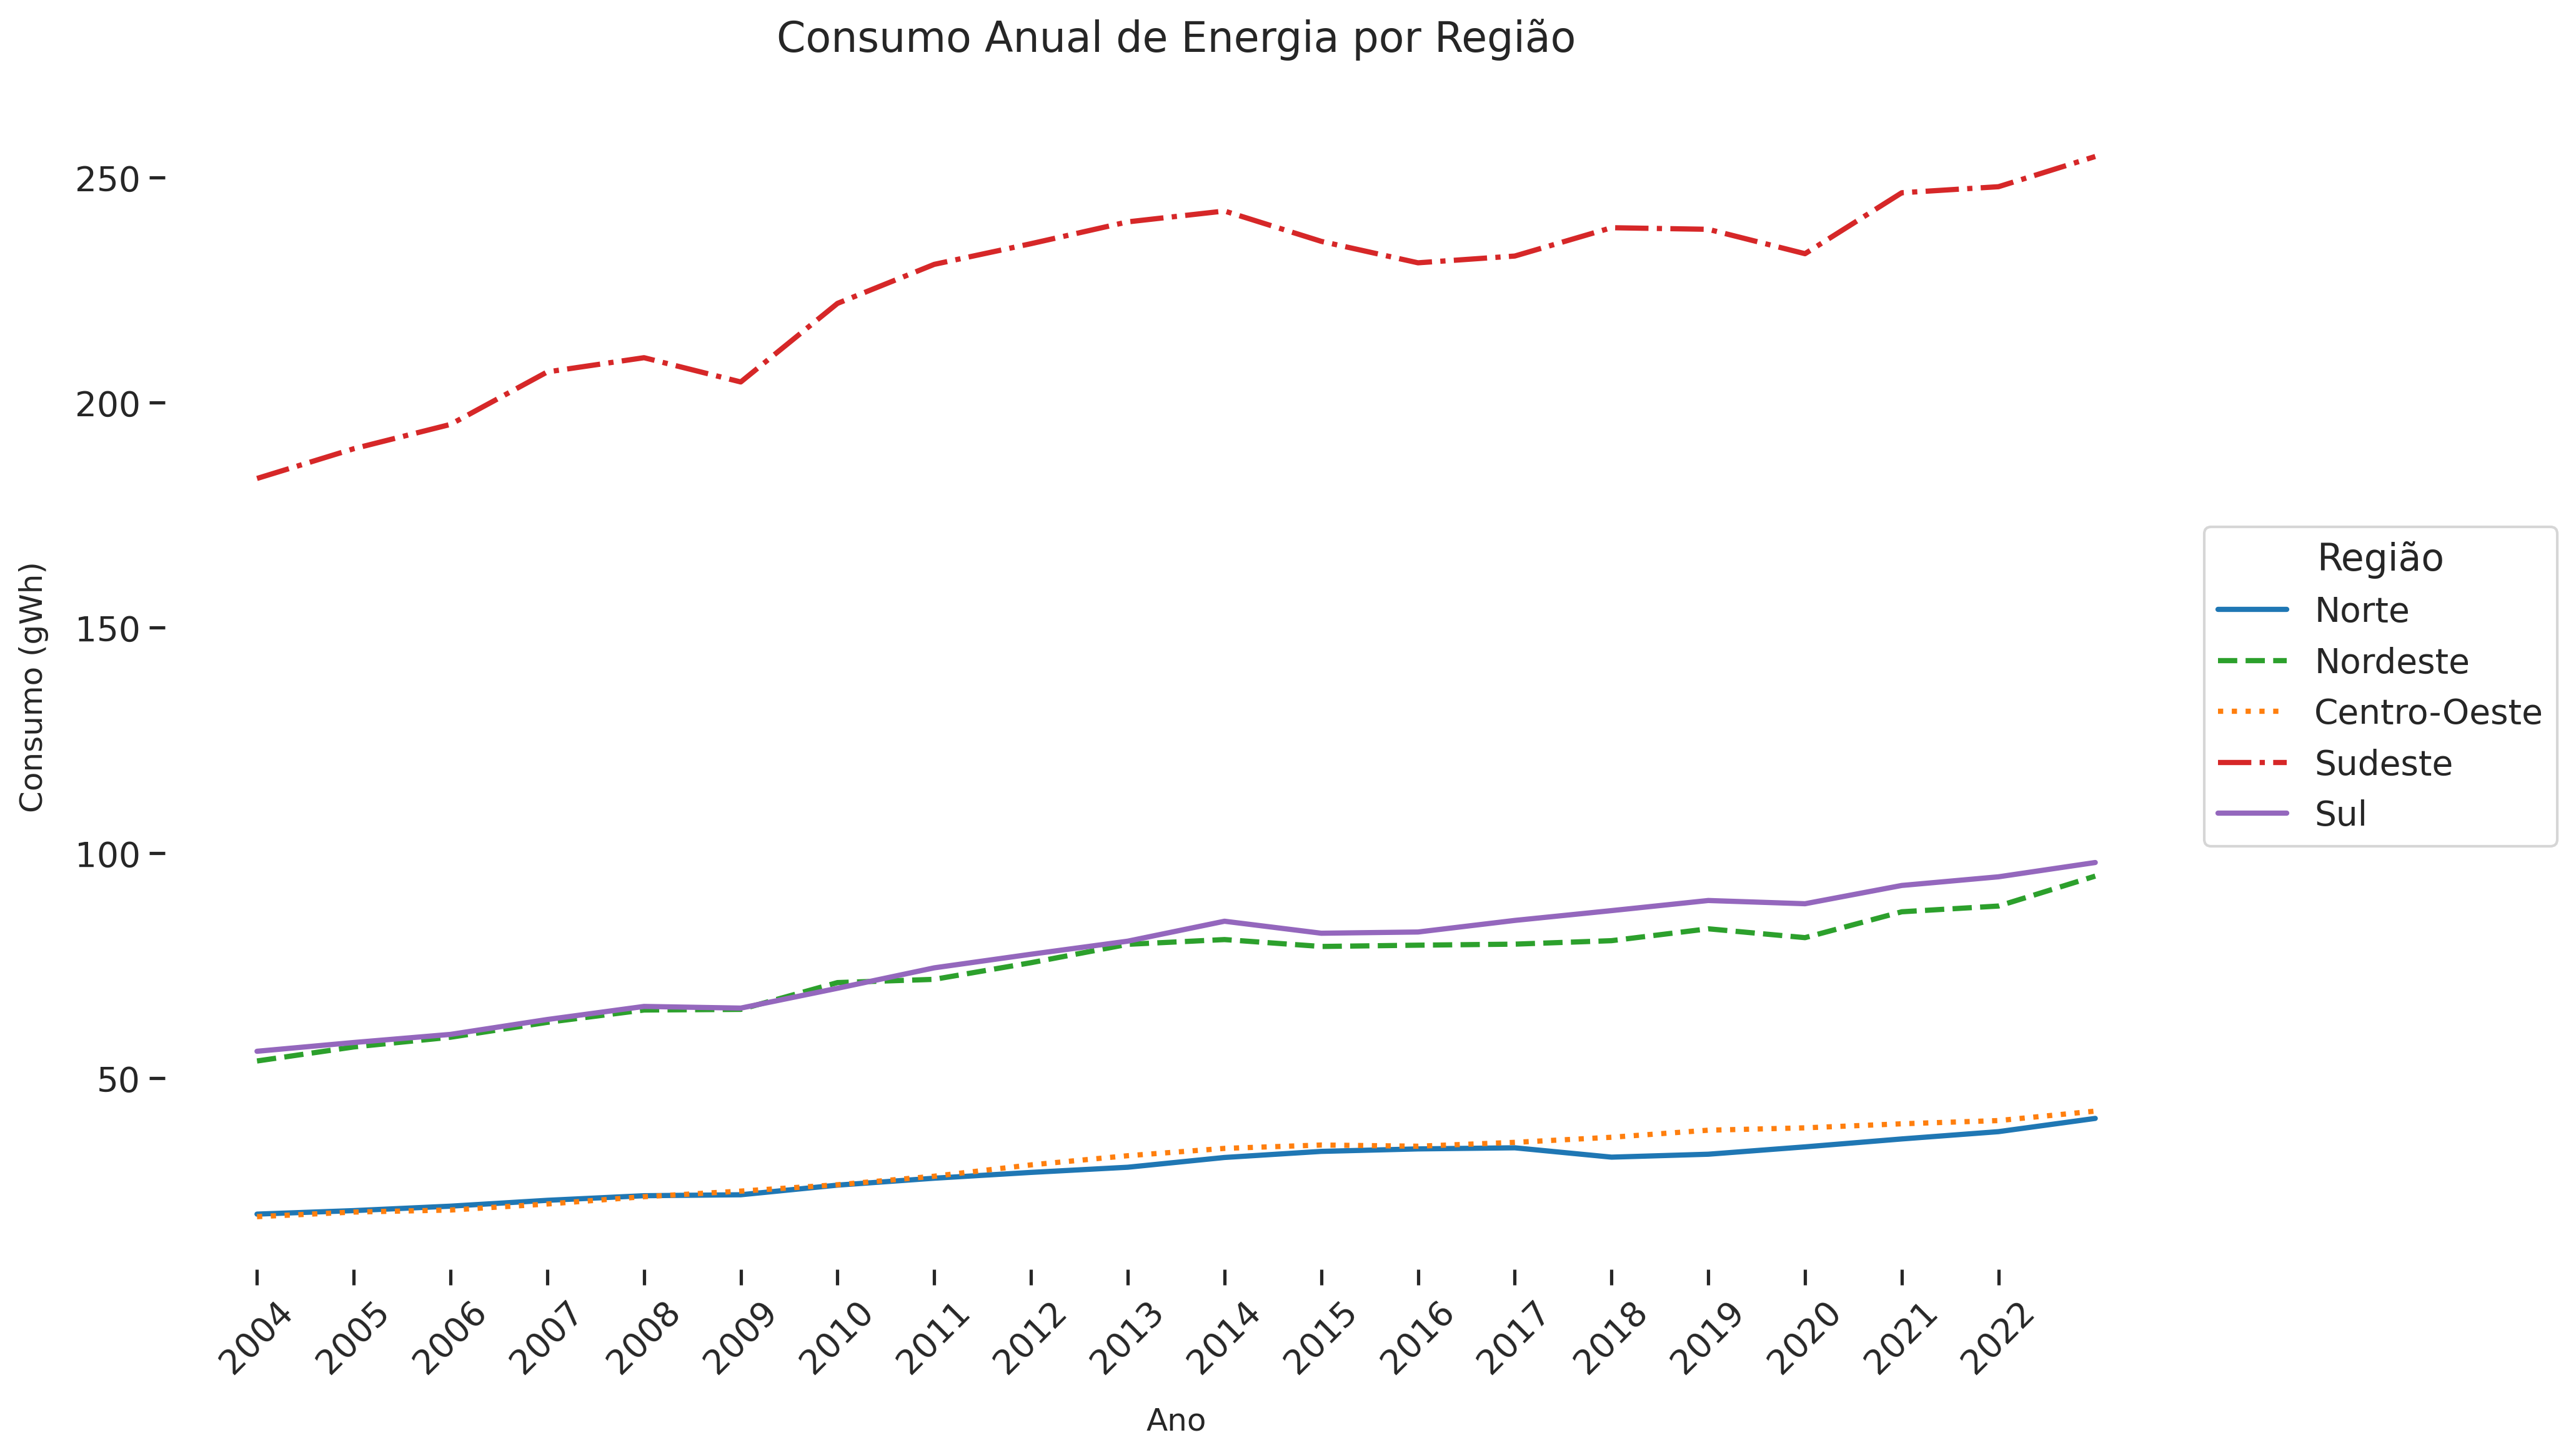 Consumo Anual de Energia por Região
250
200
150
100
50
Consumo (gWh)
2004
2005
2006
2007
2008
2009
2010
2011
2012
2013
2014
2015
2016
2017
2018
2019
2020
2021
2022
Ano
Região
Norte
Nordeste
Centro-Oeste
Sudeste
Sul